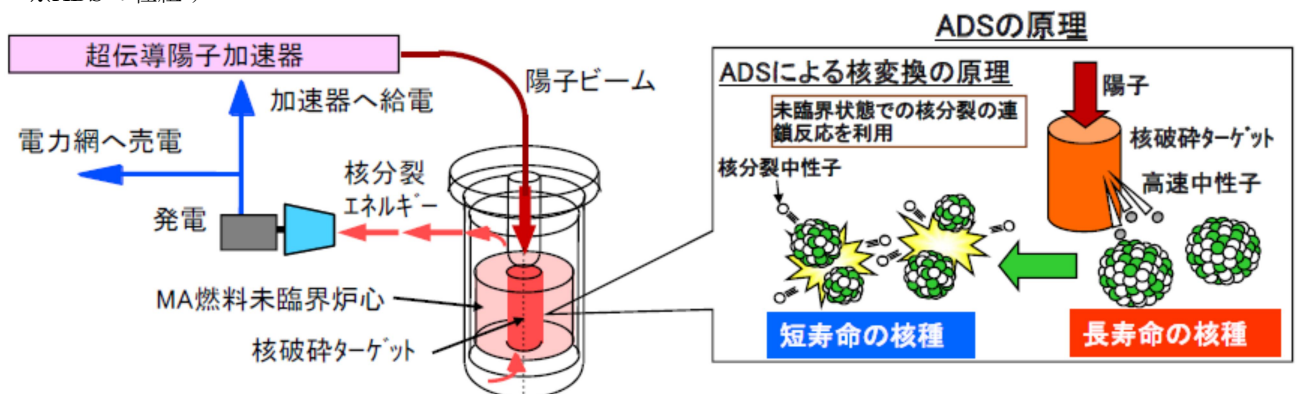 ADSの原理
超伝導陽子加速器
陽子ビーム
加速器へ給電
電力網へ売電
核分裂
エネルギー
発電
MA燃料未臨界炉心
核破砕ターゲット
ADSによる核変換の原理
未臨界状態での核分裂の連
鎖反応を利用
陽子
核破砕ターゲット
高速中性子
核分裂中性子
短寿命の核種
長寿命の核種